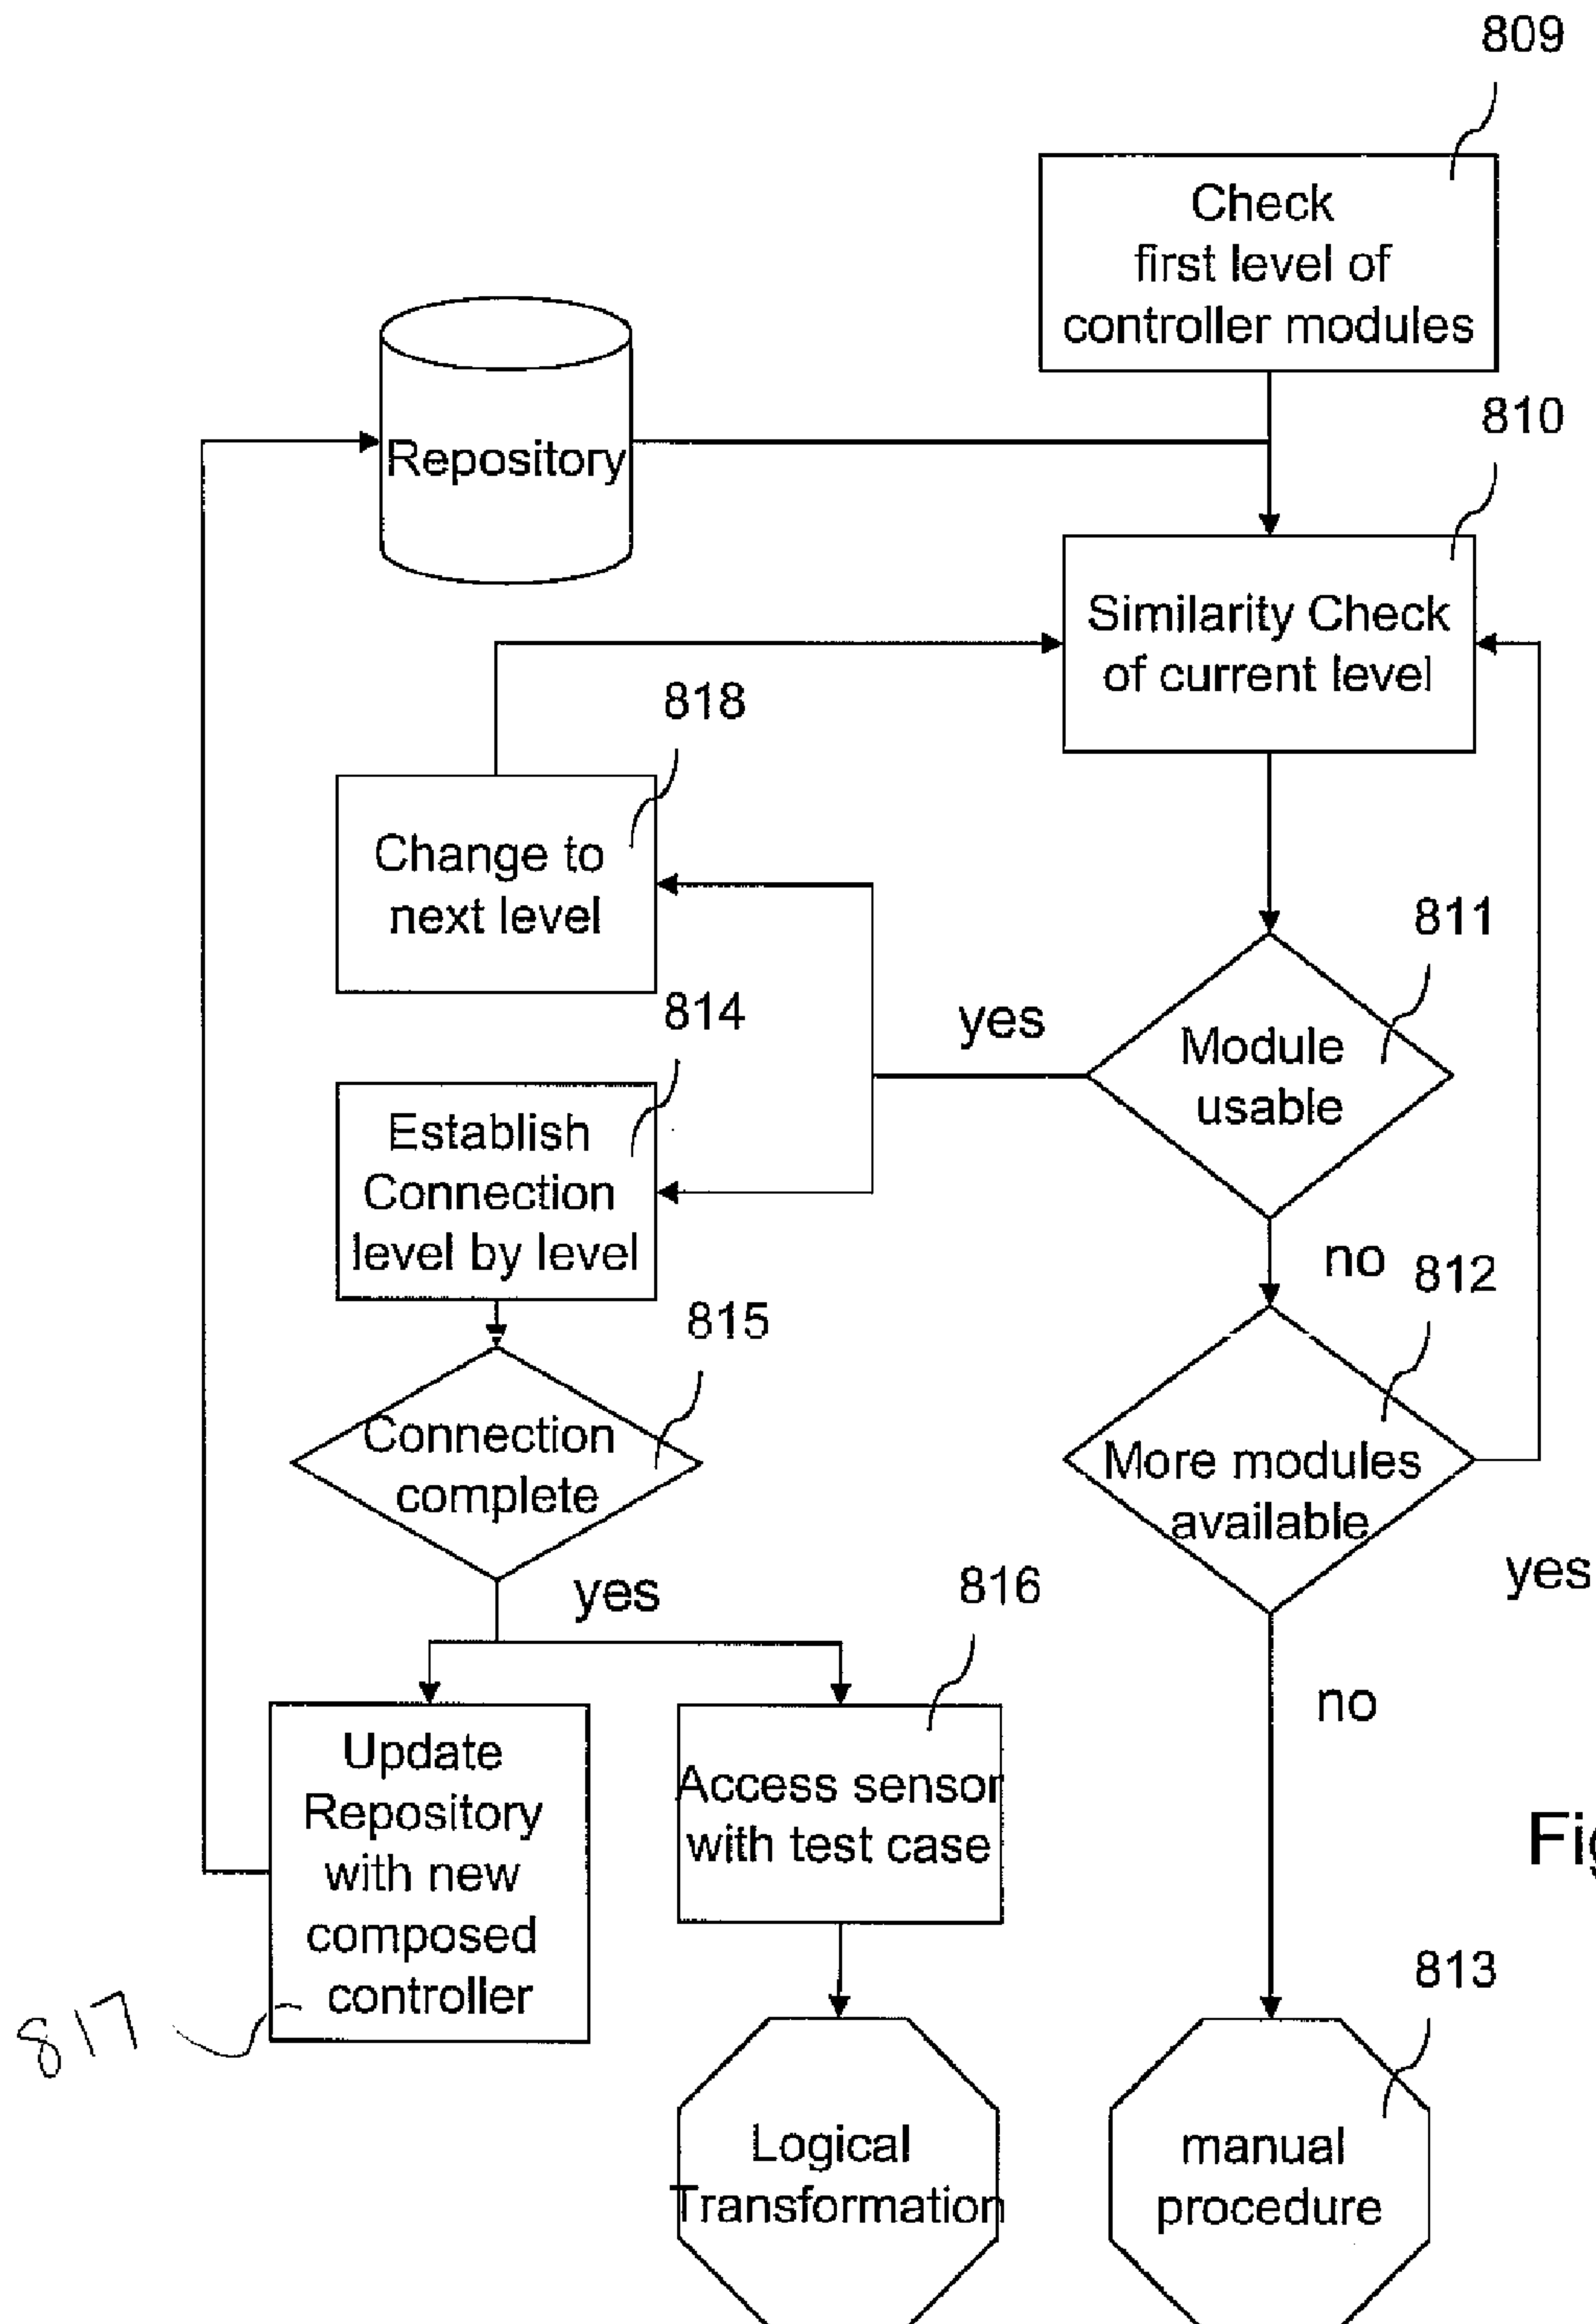 809
Check
first level of
controller modules
810
Repository
Similarity Check
of current level
818
Change to
next level
811
814
yes
Module
usable
Establish
Connection
level by level
no
812
815
Connection
complete
More modules
available
yes
yes
816
no
Update
Repository
with new
composed
controller
Access sensor
with test case
Fig
813
817
Logical
Transformation
manual
procedure